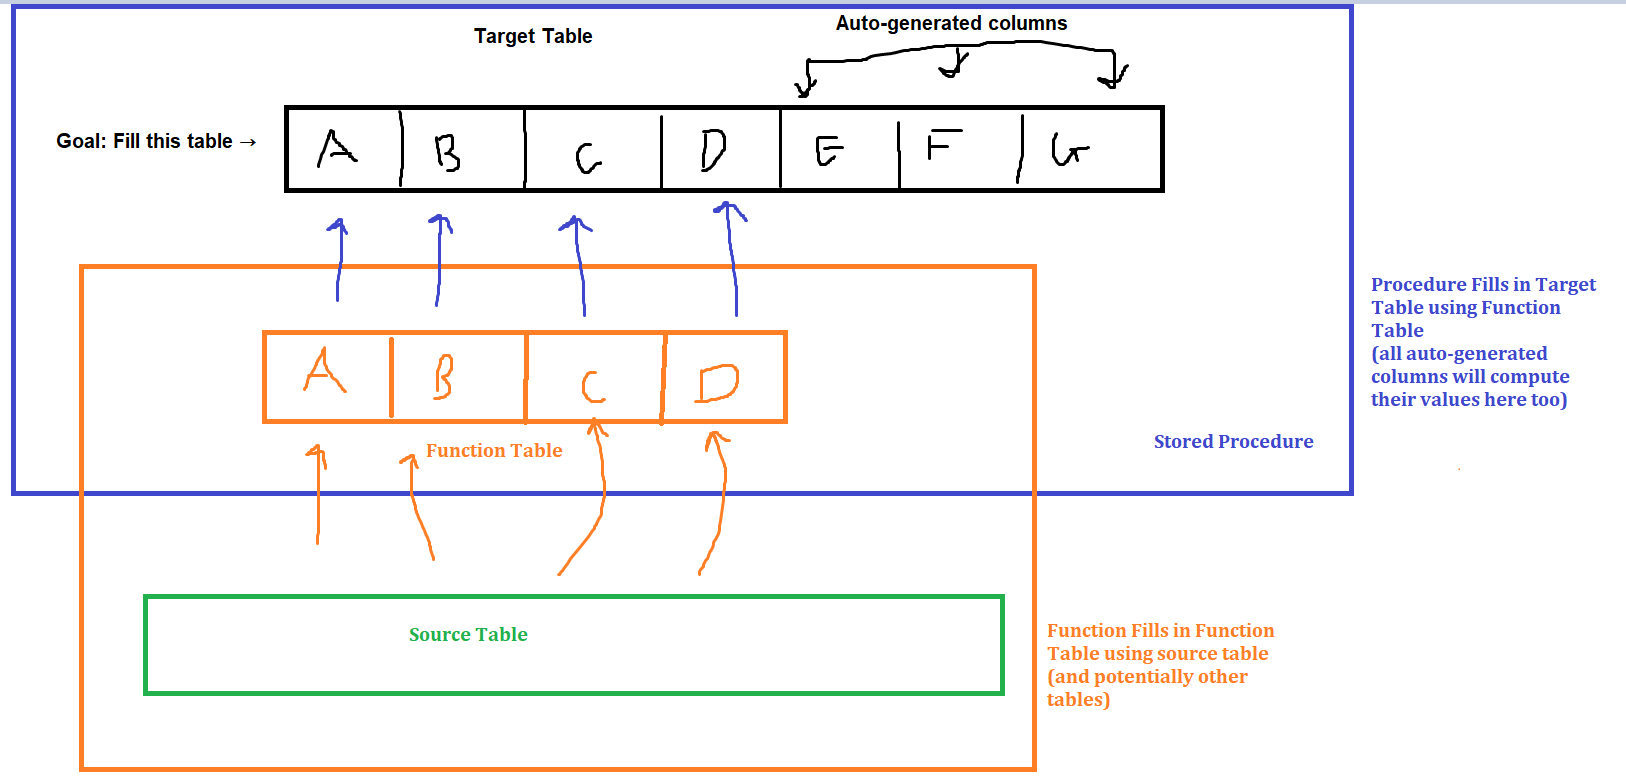 Auto-generated columns
Target Table
Goal: Fill this table →
A B C D E F G
Procedure Fills in Target
Table using Function
Table
(all auto-generated
columns will compute
their values here too)
A B C D
Function Table
Stored Procedure
Source Table
Function Fills in Function
Table using source table
(and potentially other
tables)